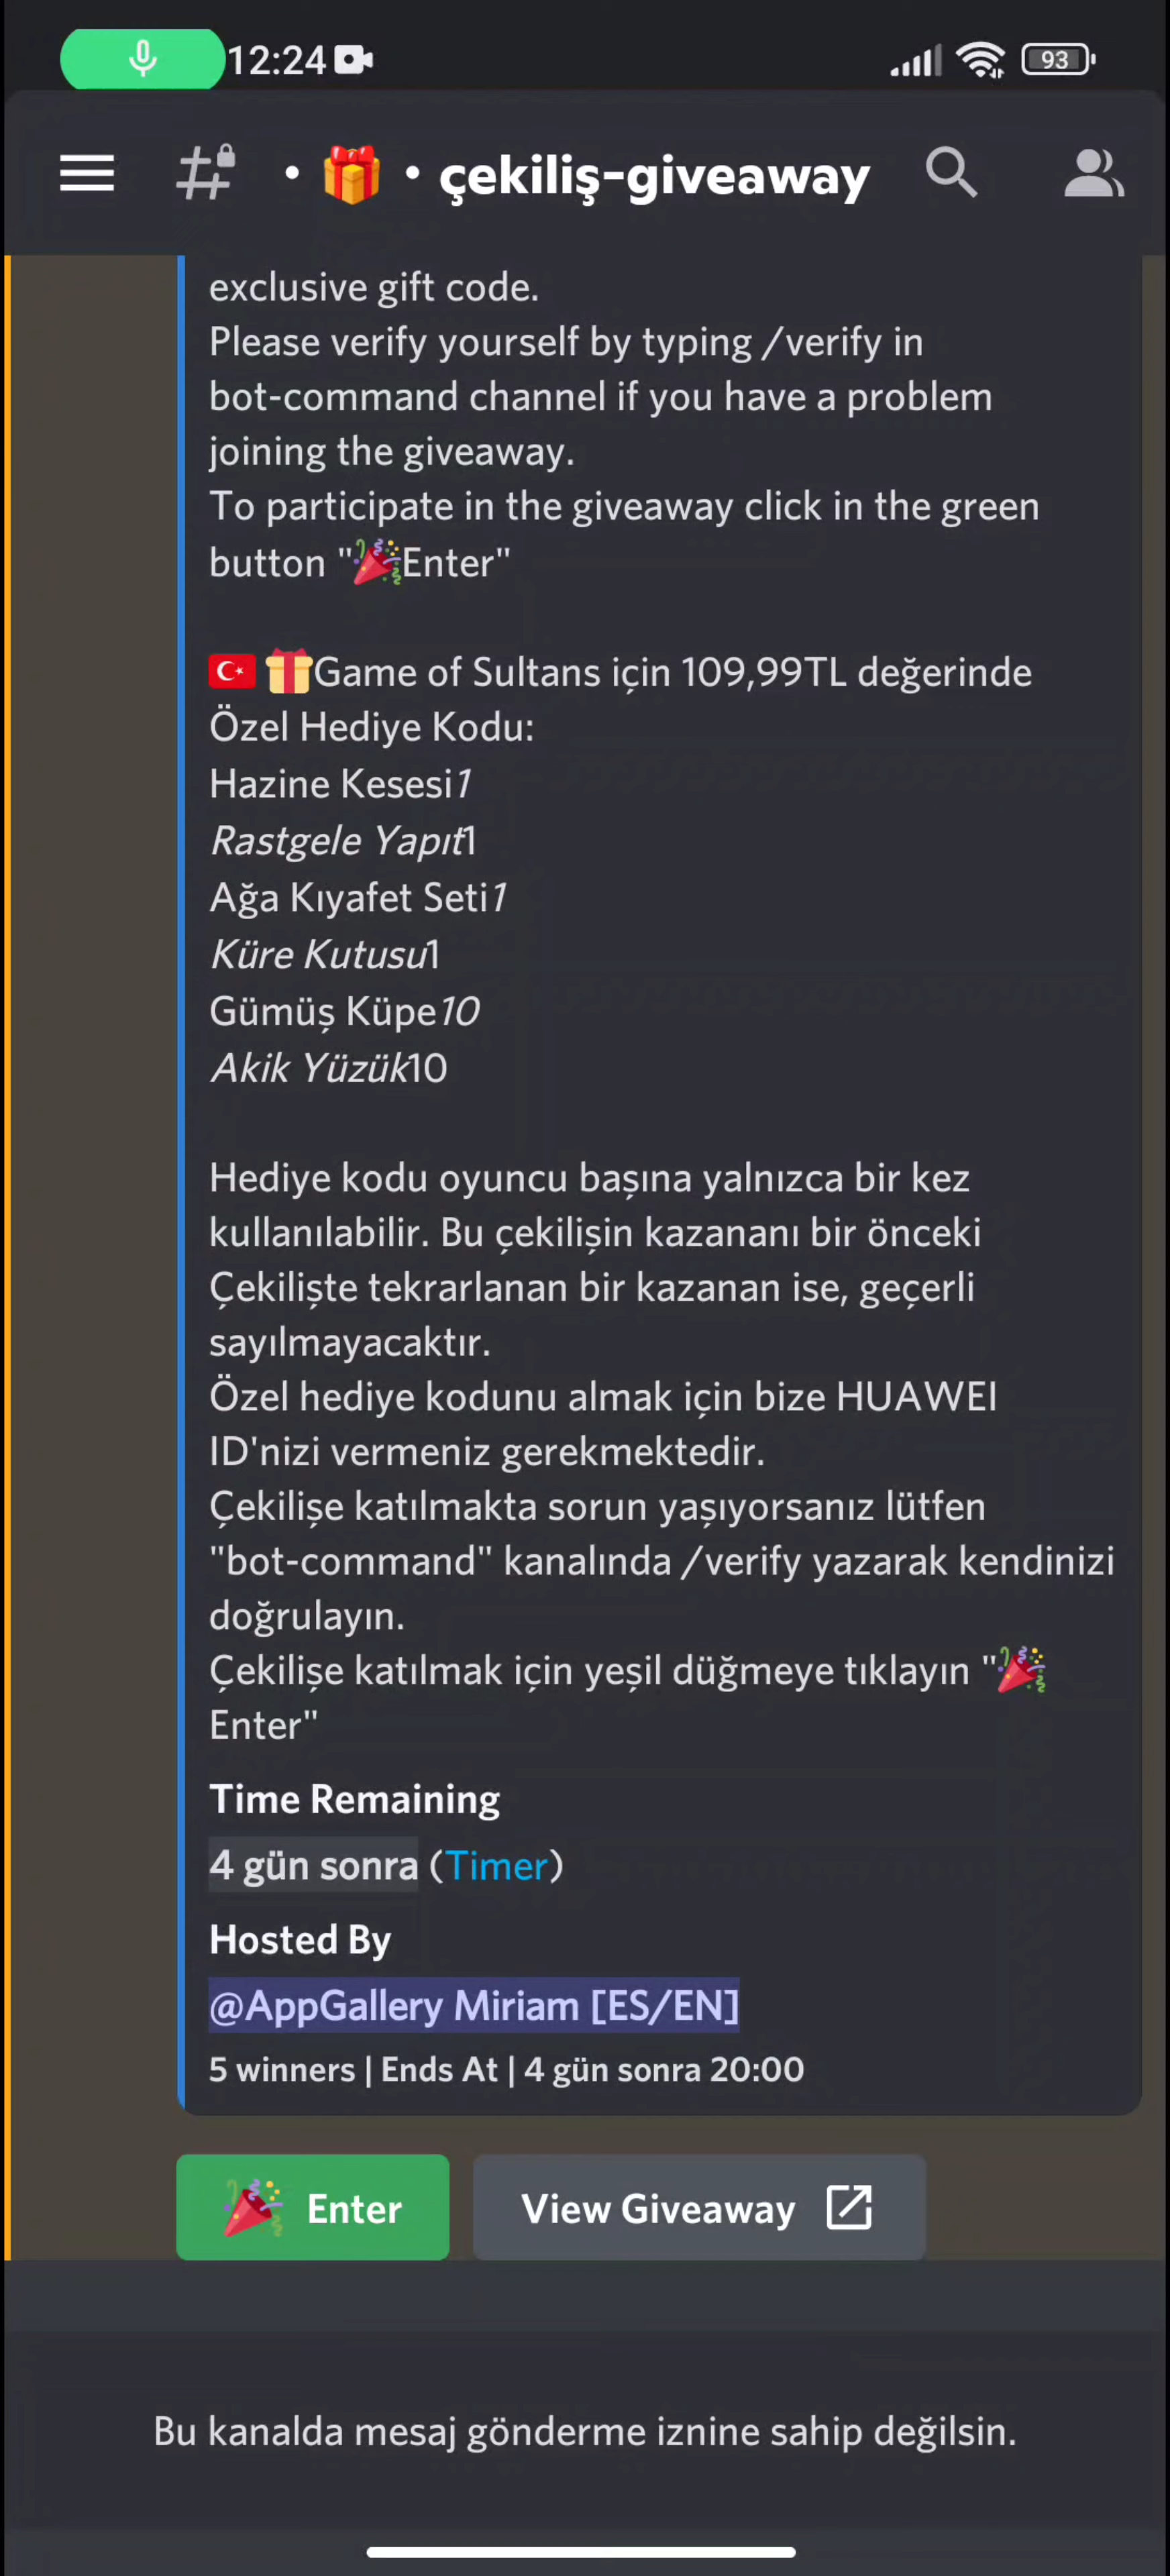 12:24
93
# • 🎁 • çekiliş-giveaway
exclusive gift code.
Please verify yourself by typing /verify in
bot-command channel if you have a problem
joining the giveaway.
To participate in the giveaway click in the green
button "🎉Enter"
🇹🇷 🎁Game of Sultans için 109,99TL değerinde
Özel Hediye Kodu:
Hazine Kesesi1
Rastgele Yapıt1
Ağa Kıyafet Seti1
Küre Kutusu1
Gümüş Küpe10
Akik Yüzük10
Hediye kodu oyuncu başına yalnızca bir kez
kullanılabilir. Bu çekilişin kazananı bir önceki
Çekilişte tekrarlanan bir kazanan ise, geçerli
sayılmayacaktır.
Özel hediye kodunu almak için bize HUAWEI
ID'nizi vermeniz gerekmektedir.
Çekilişe katılmakta sorun yaşıyorsanız lütfen
"bot-command" kanalında /verify yazarak kendinizi
doğrulayın.
Çekilişe katılmak için yeşil düğmeye tıklayın "🎉
Enter"
Time Remaining
4 gün sonra (Timer)
Hosted By
@AppGallery Miriam [ES/EN]
5 winners | Ends At | 4 gün sonra 20:00
🎉 Enter
View Giveaway
Bu kanalda mesaj gönderme iznine sahip değilsin.